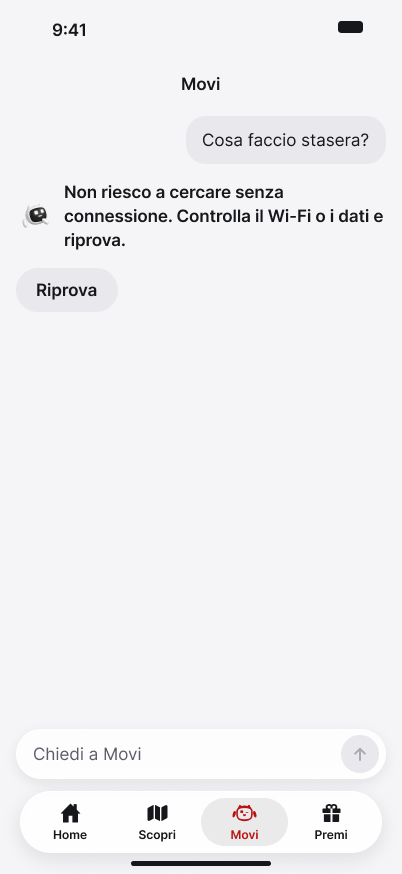 9:41
Movi
Cosa faccio stasera?
Non riesco a cercare senza
connessione. Controlla il Wi-Fi o i dati e
riprova.
Riprova
Chiedi a Movi
Home
Scopri
Movi
Premi